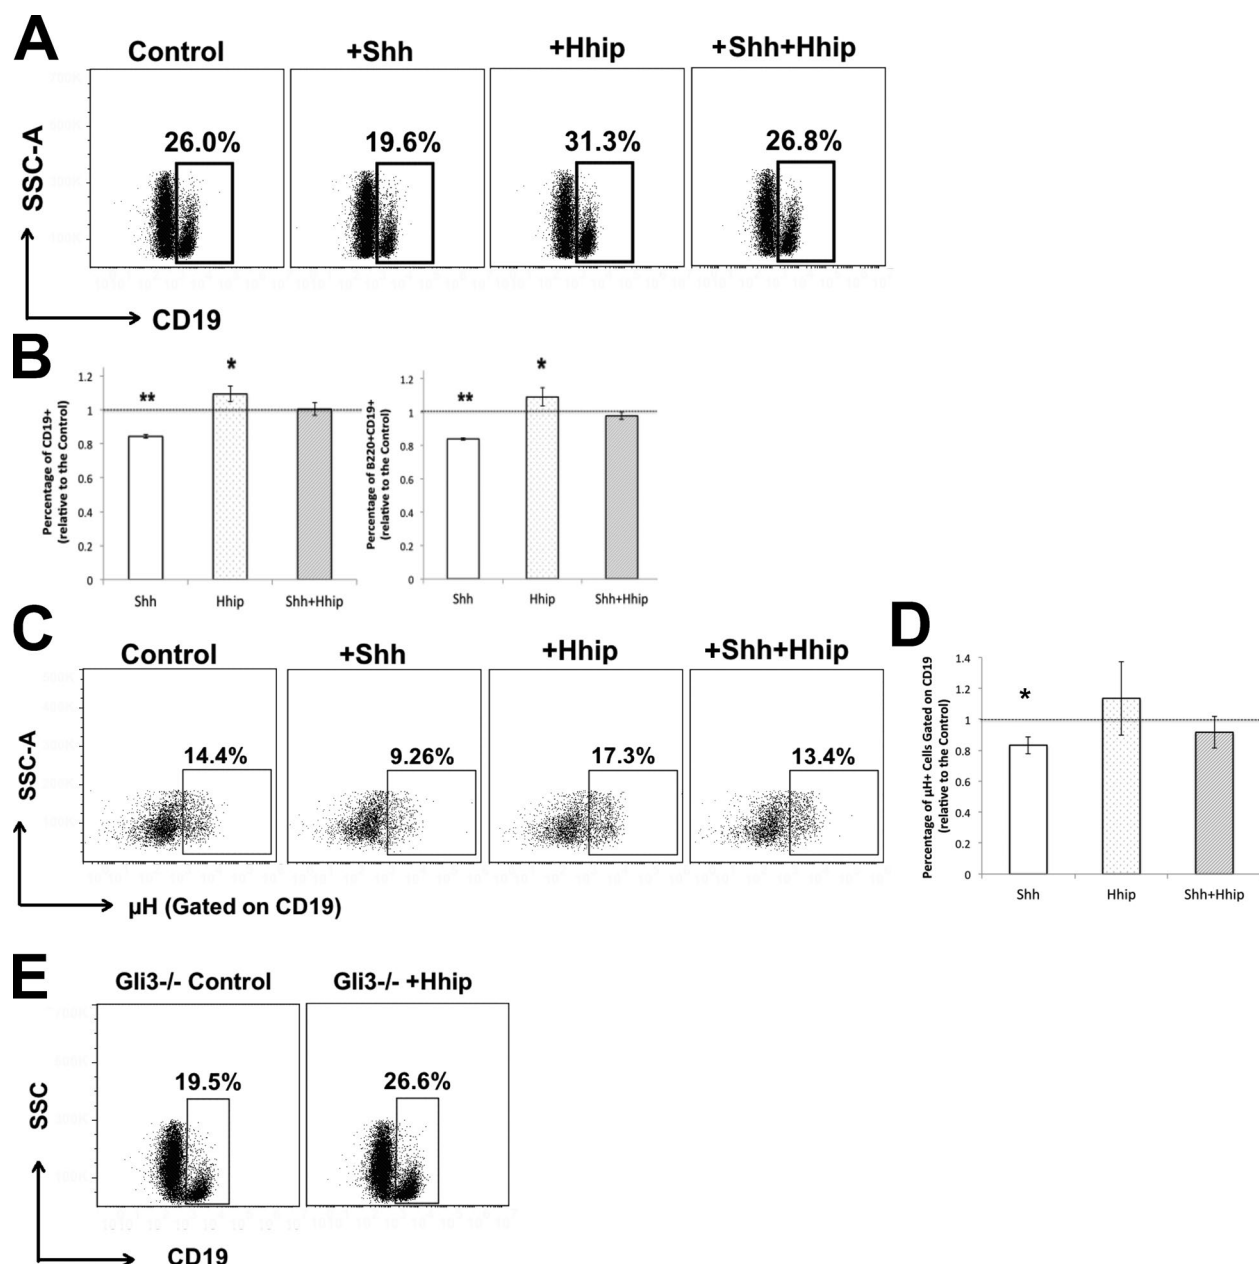 A
Control
+Shh
+Hhip
+Shh+Hhip
SSC-A
26.0%
19.6%
31.3%
26.8%
CD19
B
Percentage of CD19+
(relative to the Control)
1.2
1
0.8
0.6
0.4
0.2
0
**
*
Shh
Hhip
Shh+Hhip
Percentage of B220+CD19+
(relative to the Control)
1.2
1
0.8
0.6
0.4
0.2
0
**
*
Shh
Hhip
Shh+Hhip
C
Control
+Shh
+Hhip
+Shh+Hhip
SSC-A
14.4%
9.26%
17.3%
13.4%
μH (Gated on CD19)
D
Percentage of μH+ Cells Gated on CD19
(relative to the Control)
1.4
1.2
1
0.8
0.6
0.4
0.2
0
*
Shh
Hhip
Shh+Hhip
E
Gli3-/- Control
Gli3-/- +Hhip
SSC
19.5%
26.6%
CD19